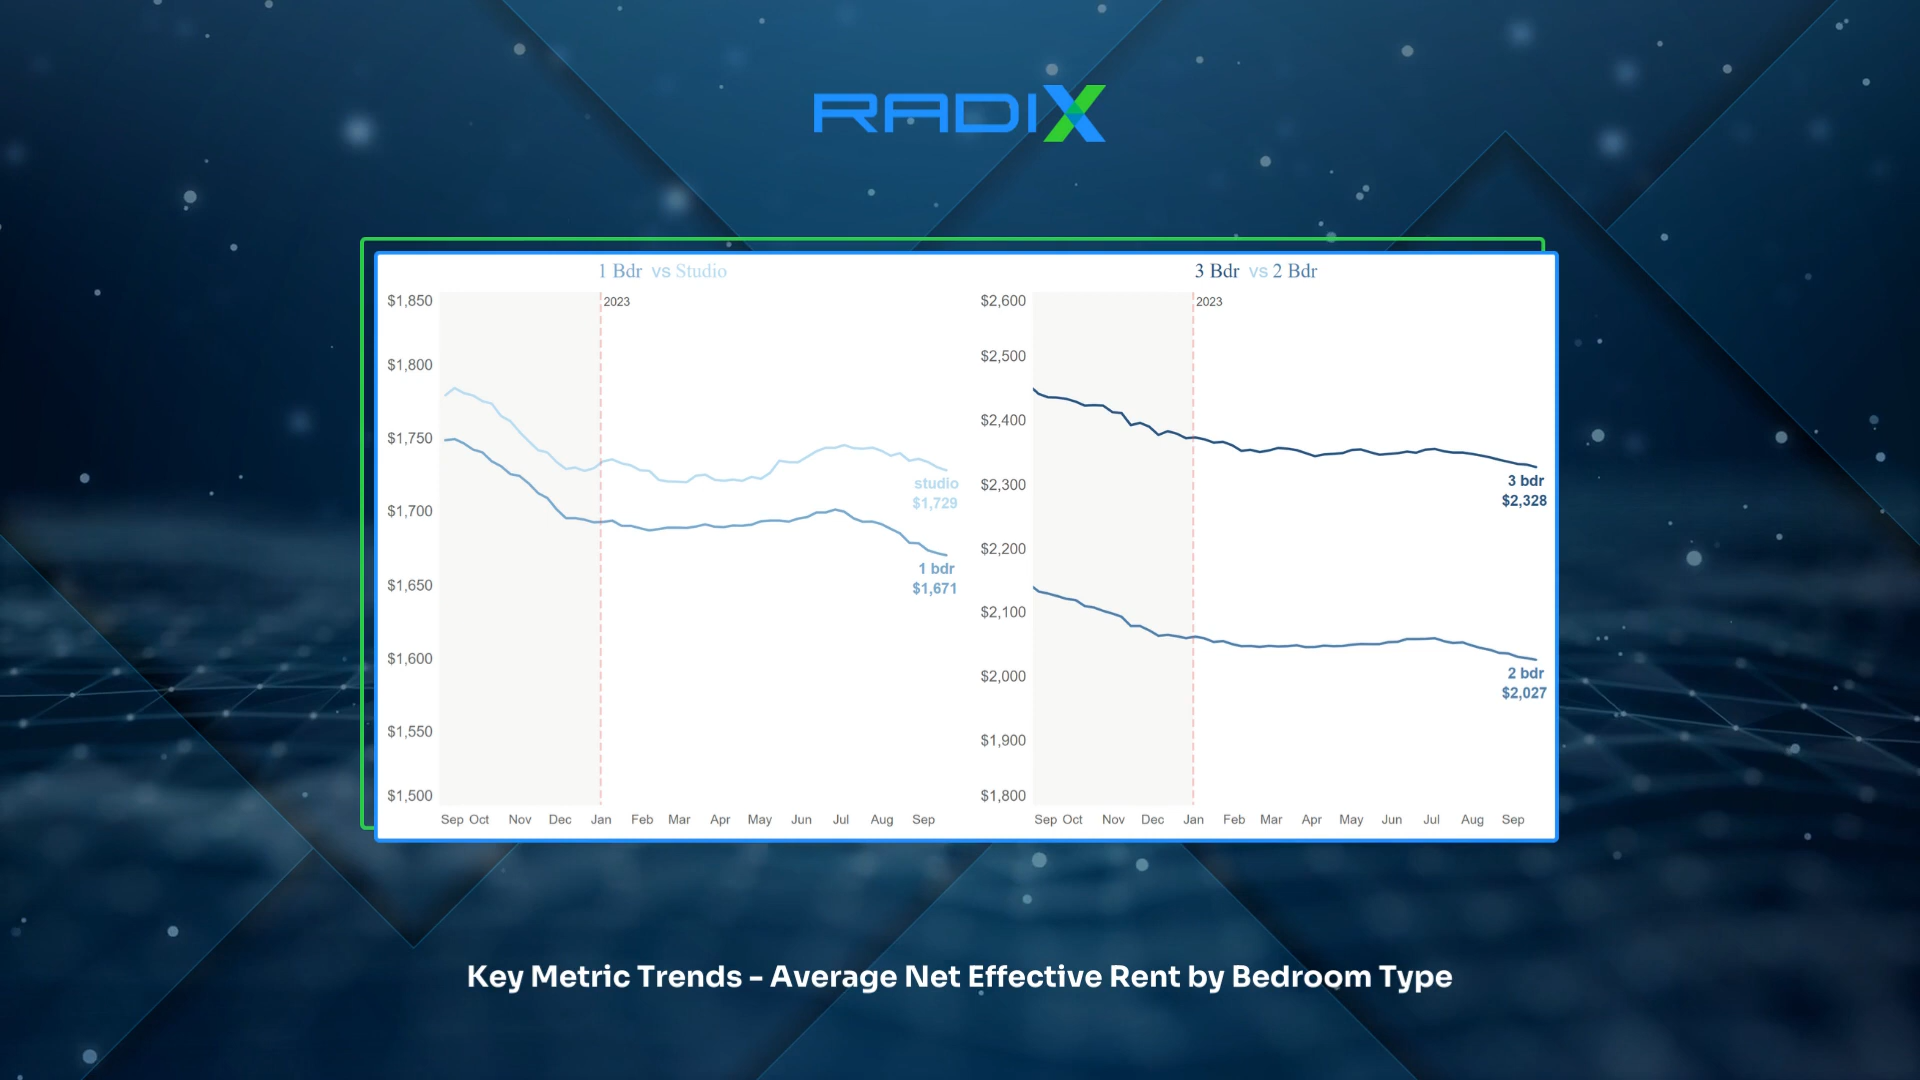 RADIX
1 Bdr vs Studio
$1,850
$1,800
$1,750
$1,700
$1,650
$1,600
$1,550
$1,500
2023
studio
$1,729
1 bdr
$1,671
Sep Oct Nov Dec Jan Feb Mar Apr May Jun Jul Aug Sep
3 Bdr vs 2 Bdr
$2,600
$2,500
$2,400
$2,300
$2,200
$2,100
$2,000
$1,900
$1,800
2023
3 bdr
$2,328
2 bdr
$2,027
Sep Oct Nov Dec Jan Feb Mar Apr May Jun Jul Aug Sep
Key Metric Trends – Average Net Effective Rent by Bedroom Type